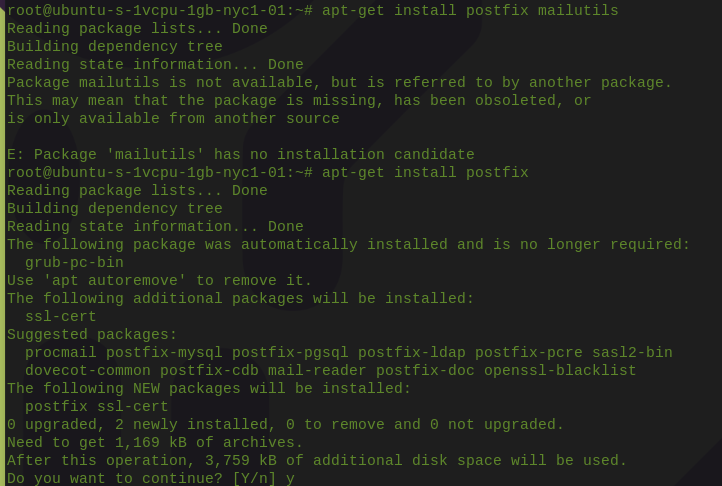 root@ubuntu-s-1vcpu-1gb-nyc1-01:~# apt-get install postfix mailutils
Reading package lists... Done
Building dependency tree
Reading state information... Done
Package mailutils is not available, but is referred to by another package.
This may mean that the package is missing, has been obsoleted, or
is only available from another source

E: Package 'mailutils' has no installation candidate
root@ubuntu-s-1vcpu-1gb-nyc1-01:~# apt-get install postfix
Reading package lists... Done
Building dependency tree
Reading state information... Done
The following package was automatically installed and is no longer required:
  grub-pc-bin
Use 'apt autoremove' to remove it.
The following additional packages will be installed:
  ssl-cert
Suggested packages:
  procmail postfix-mysql postfix-pgsql postfix-ldap postfix-pcre sasl2-bin
  dovecot-common postfix-cdb mail-reader postfix-doc openssl-blacklist
The following NEW packages will be installed:
  postfix ssl-cert
0 upgraded, 2 newly installed, 0 to remove and 0 not upgraded.
Need to get 1,169 kB of archives.
After this operation, 3,759 kB of additional disk space will be used.
Do you want to continue? [Y/n] y